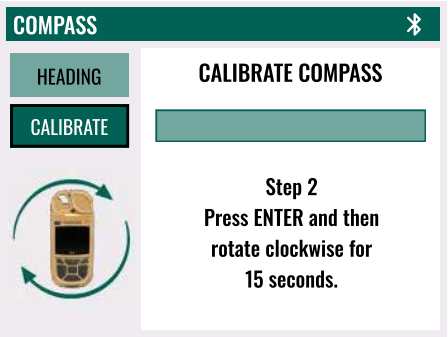 COMPASS
HEADING
CALIBRATE
CALIBRATE COMPASS
Step 2
Press ENTER and then
rotate clockwise for
15 seconds.